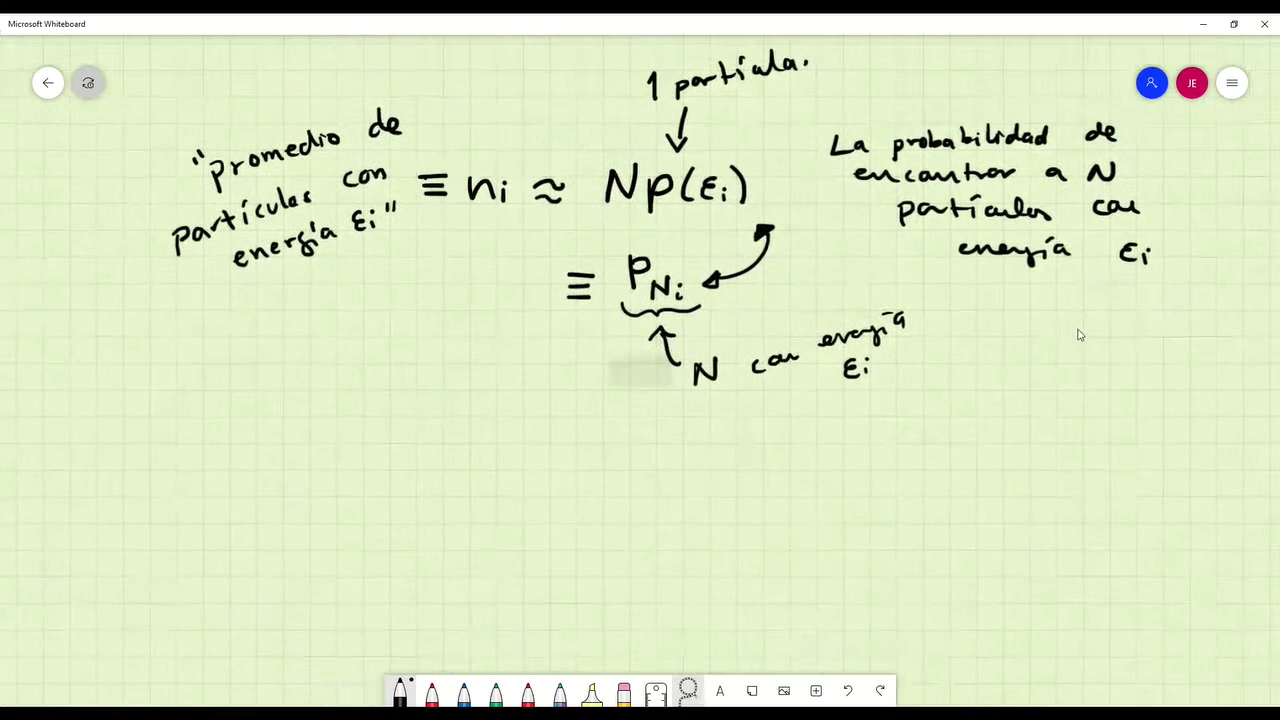 Microsoft Whiteboard
JE
1 partícula.
"promedio de
partículas con
energía εi"
≡ ni ≈ Np(εi)
≡ PNi
N con energía
εi
La probabilidad de
encontrar a N
partículas con
energía εi
A